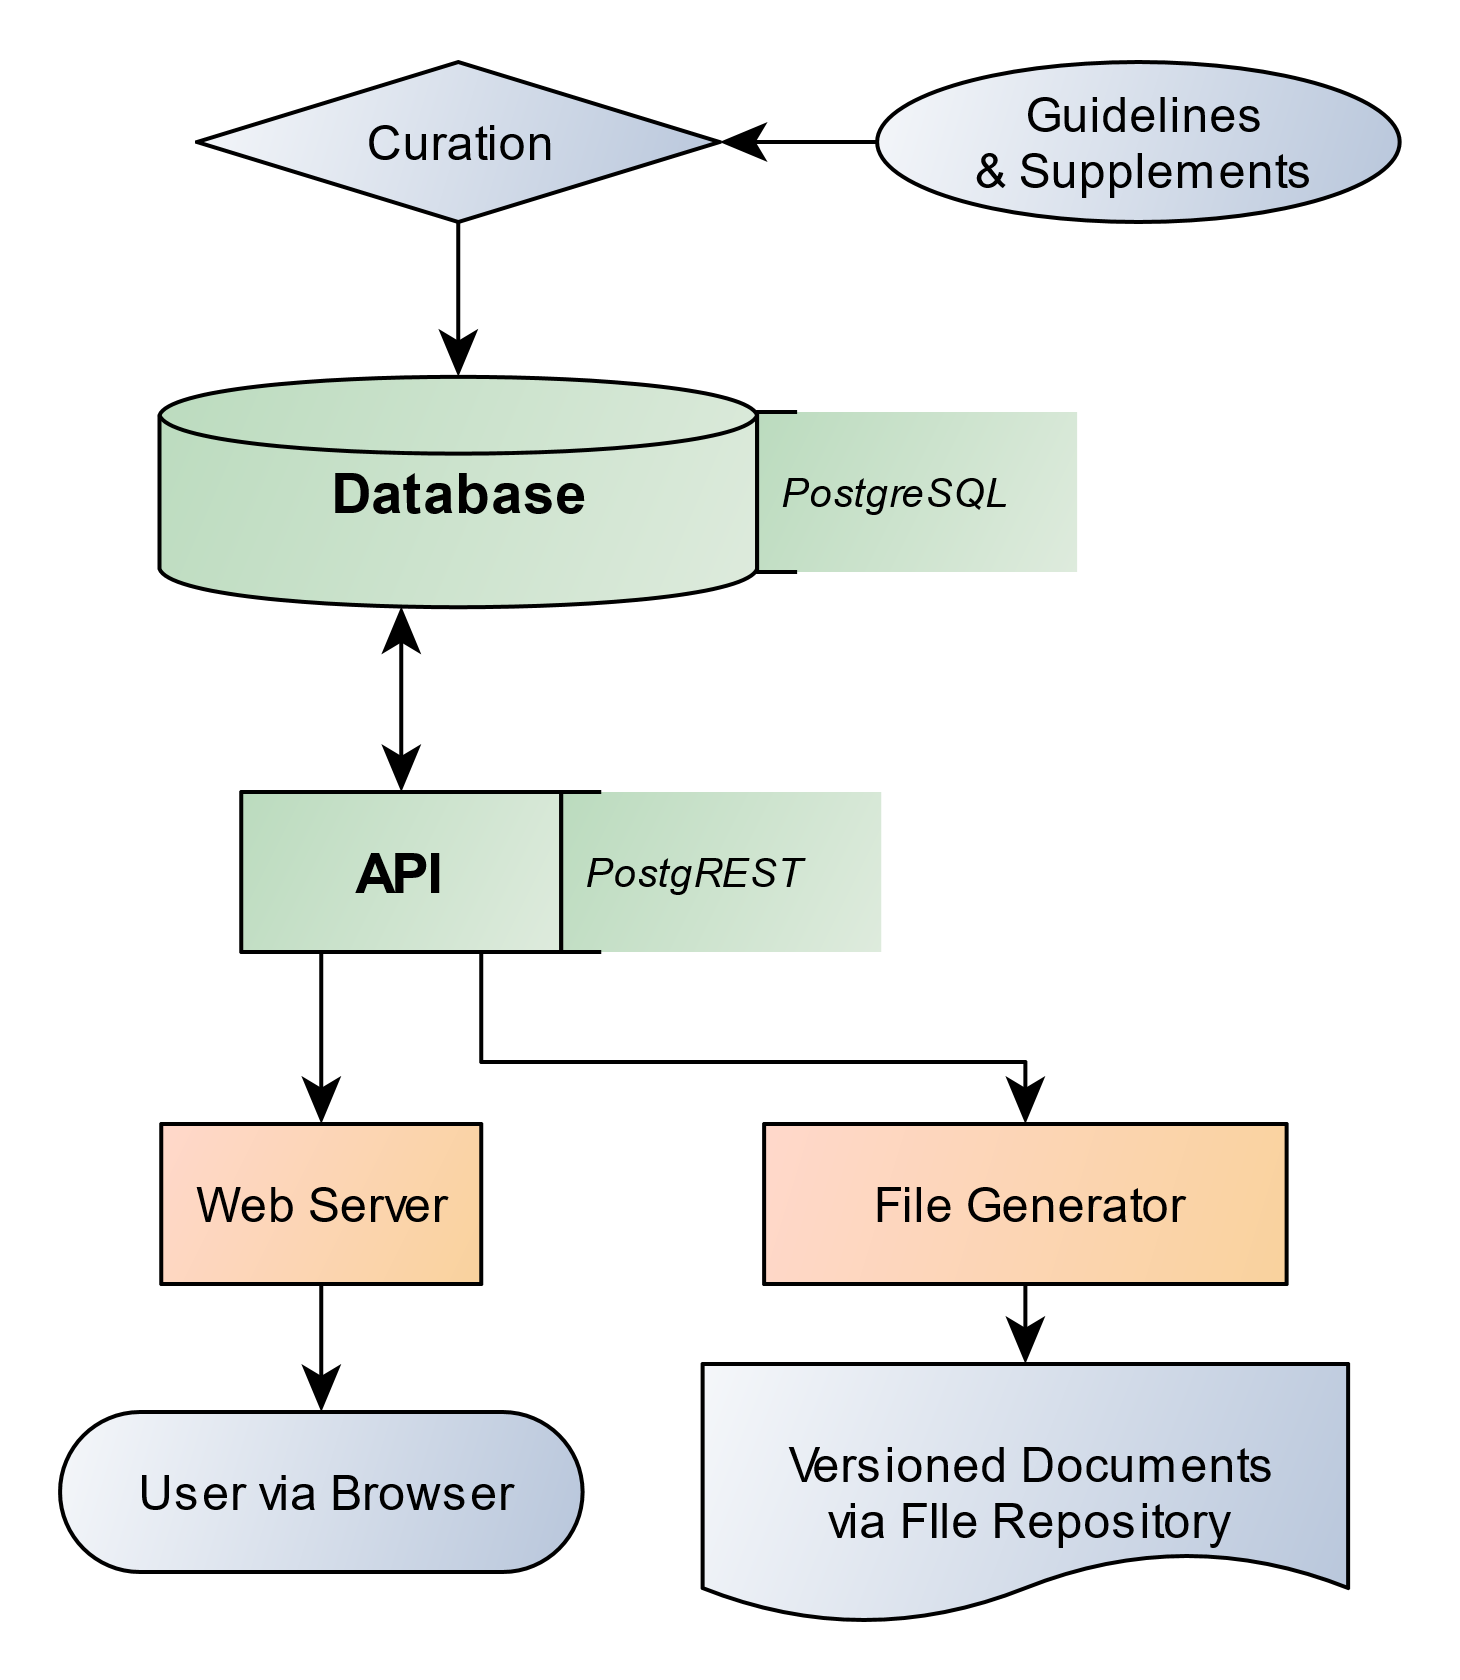 Curation
Guidelines
& Supplements
Database
PostgreSQL
API
PostgREST
Web Server
File Generator
User via Browser
Versioned Documents
via FIle Repository